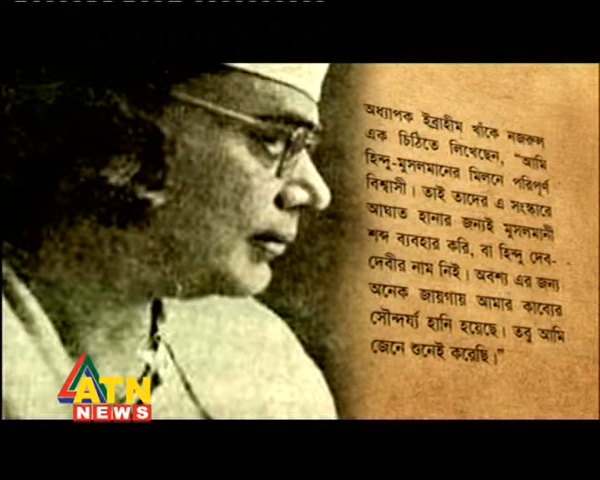 অধ্যাপক ইব্রাহীম খাঁকে নজরুল
এক চিঠিতে লিখেছেন, “আমি
হিন্দু-মুসলমানের মিলনে পরিপূর্ণ
বিশ্বাসী। তাই তাদের এ সংস্কারে
আঘাত হানার জন্যই মুসলমানী
শব্দ ব্যবহার করি, বা হিন্দু দেব-
দেবীর নাম নিই। অবশ্য এর জন্য
অনেক জায়গায় আমার কাব্যের
সৌন্দর্য্য হানি হয়েছে। তবু আমি
জেনে শুনেই করেছি।”
ATN
NEWS